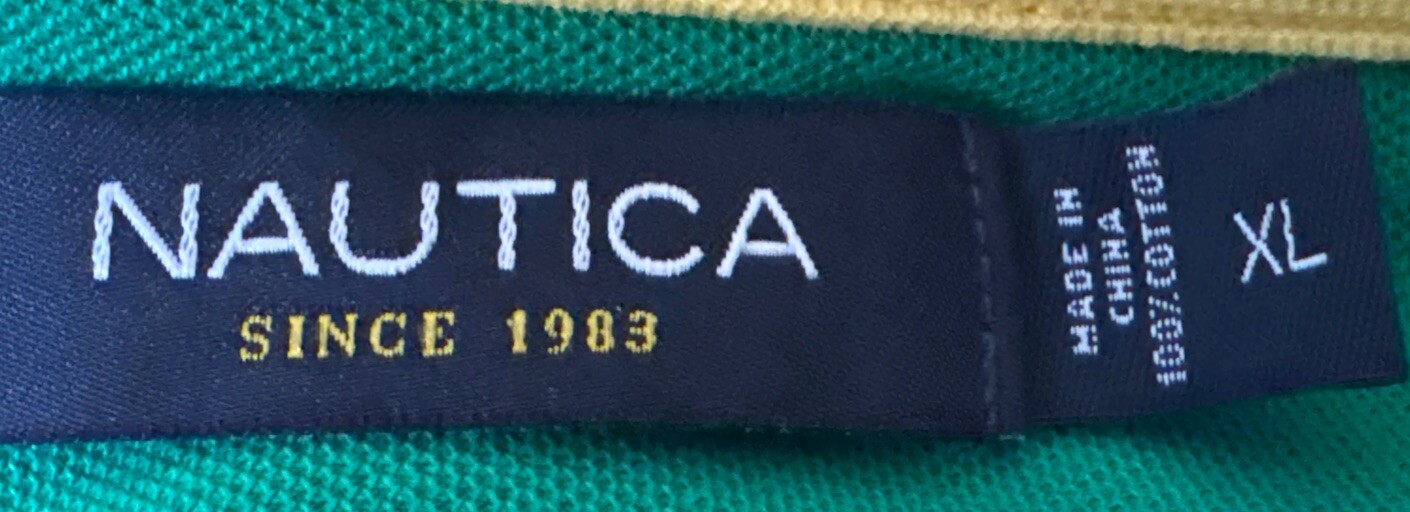 NAUTICA
SINCE 1983
MADE IN
CHINA
100% COTTON
XL